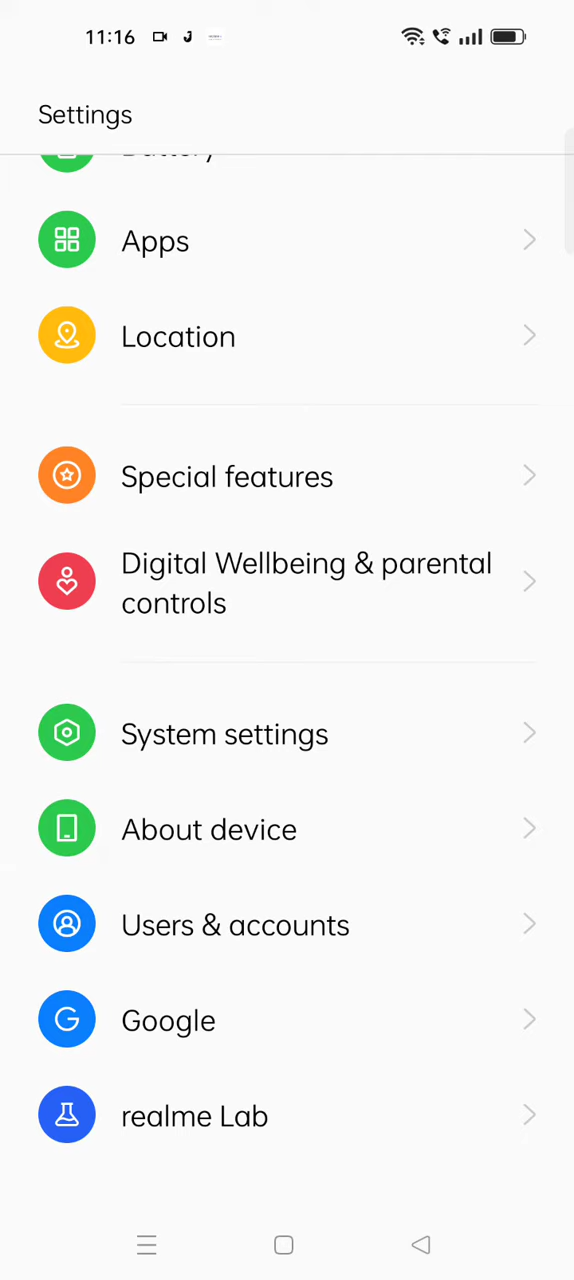 11:16
Settings
Battery
Apps
Location
Special features
Digital Wellbeing & parental
controls
System settings
About device
Users & accounts
Google
realme Lab